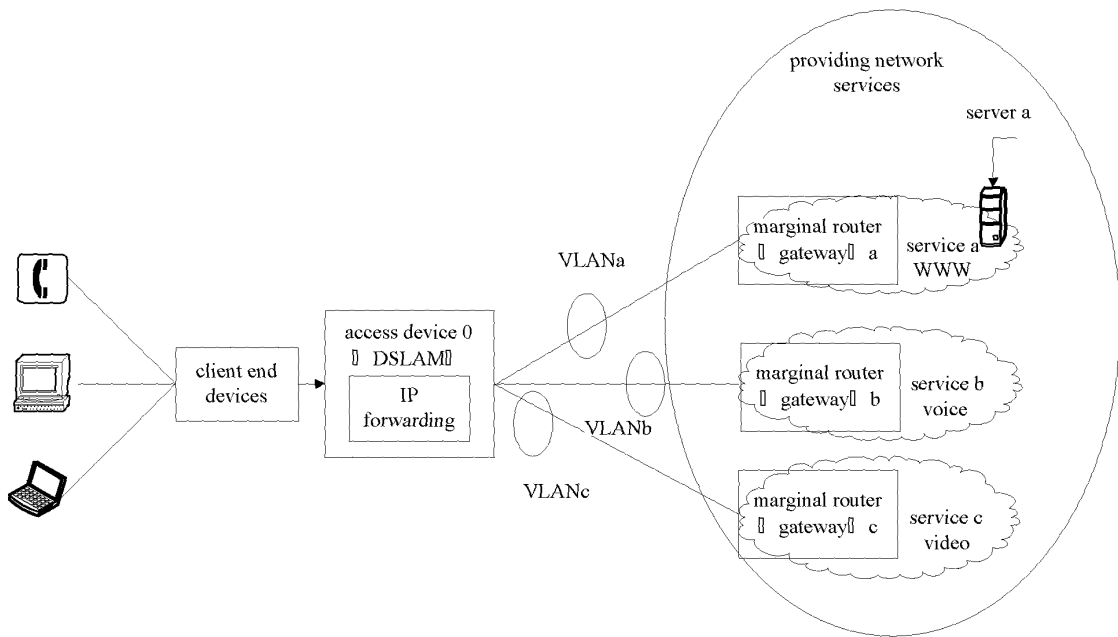 providing network
services
server a
marginal router
▯ gateway▯ a
service a
WWW
VLANa
access device 0
▯ DSLAM▯
IP
forwarding
client end
devices
marginal router
▯ gateway▯ b
service b
voice
VLANb
VLANc
marginal router
▯ gateway▯ c
service c
video